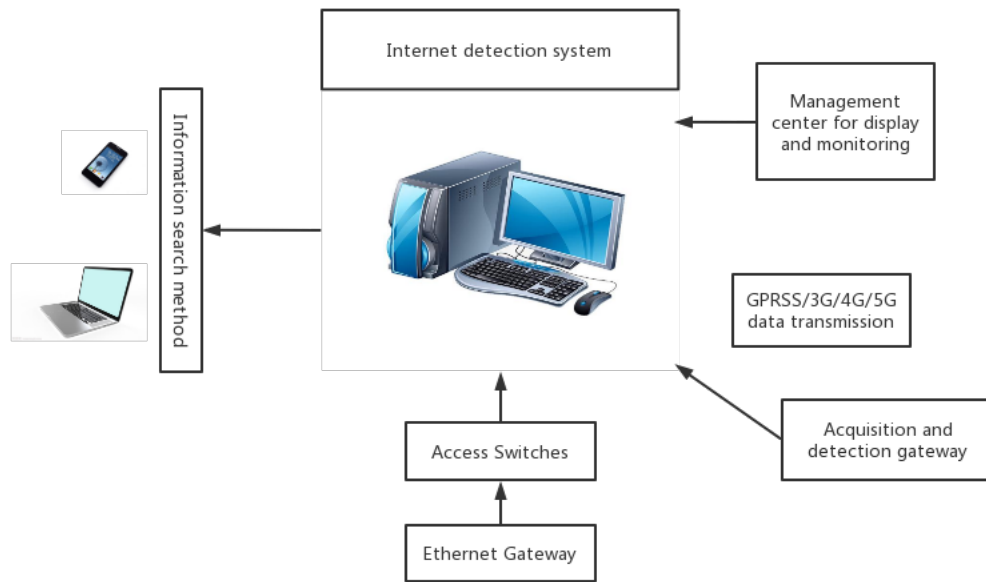 Internet detection system
Management
center for display
and monitoring
Information search method
GPRSS/3G/4G/5G
data transmission
Access Switches
Acquisition and
detection gateway
Ethernet Gateway